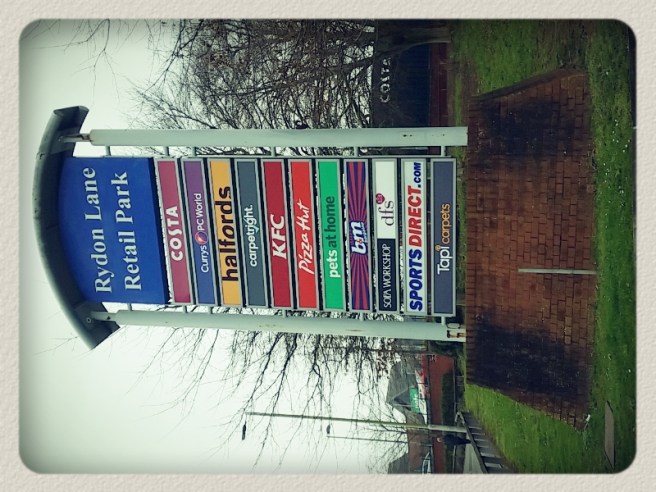 Rydon Lane
Retail Park
COSTA
Currys PC World
halfords
carpetright.
KFC
Pizza Hut
pets at home
b&m
SOFA WORKSHOP dfs
SPORTS DIRECT.COM
Tapi carpets
COSTA